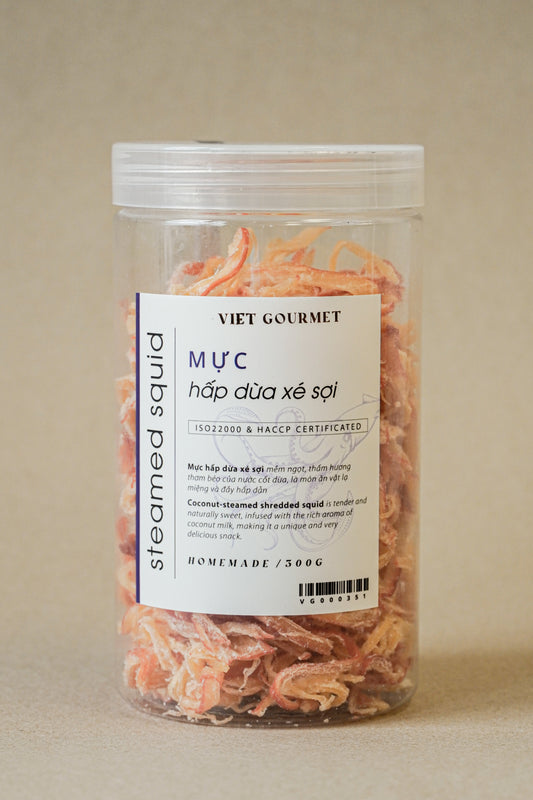 VIET GOURMET
steamed squid
MỰC
hấp dừa xé sợi
ISO22000 & HACCP CERTIFICATED
Mực hấp dừa xé sợi mềm ngọt, thấm hương
thơm béo của nước cốt dừa, là món ăn vặt lạ
miệng và đầy hấp dẫn
Coconut-steamed shredded squid is tender and
naturally sweet, infused with the rich aroma of
coconut milk, making it a unique and very
delicious snack.
HOMEMADE / 300G
VG000351